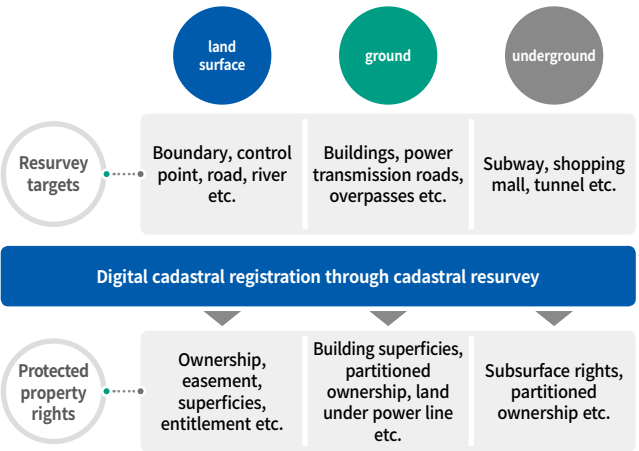 land
surface
ground
underground
Resurvey
targets
Boundary, control
point, road, river
etc.
Buildings, power
transmission roads,
overpasses etc.
Subway, shopping
mall, tunnel etc.
Digital cadastral registration through cadastral resurvey
Protected
property
rights
Ownership,
easement,
superficies,
entitlement etc.
Building superficies,
partitioned
ownership, land
under power line
etc.
Subsurface rights,
partitioned
ownership etc.